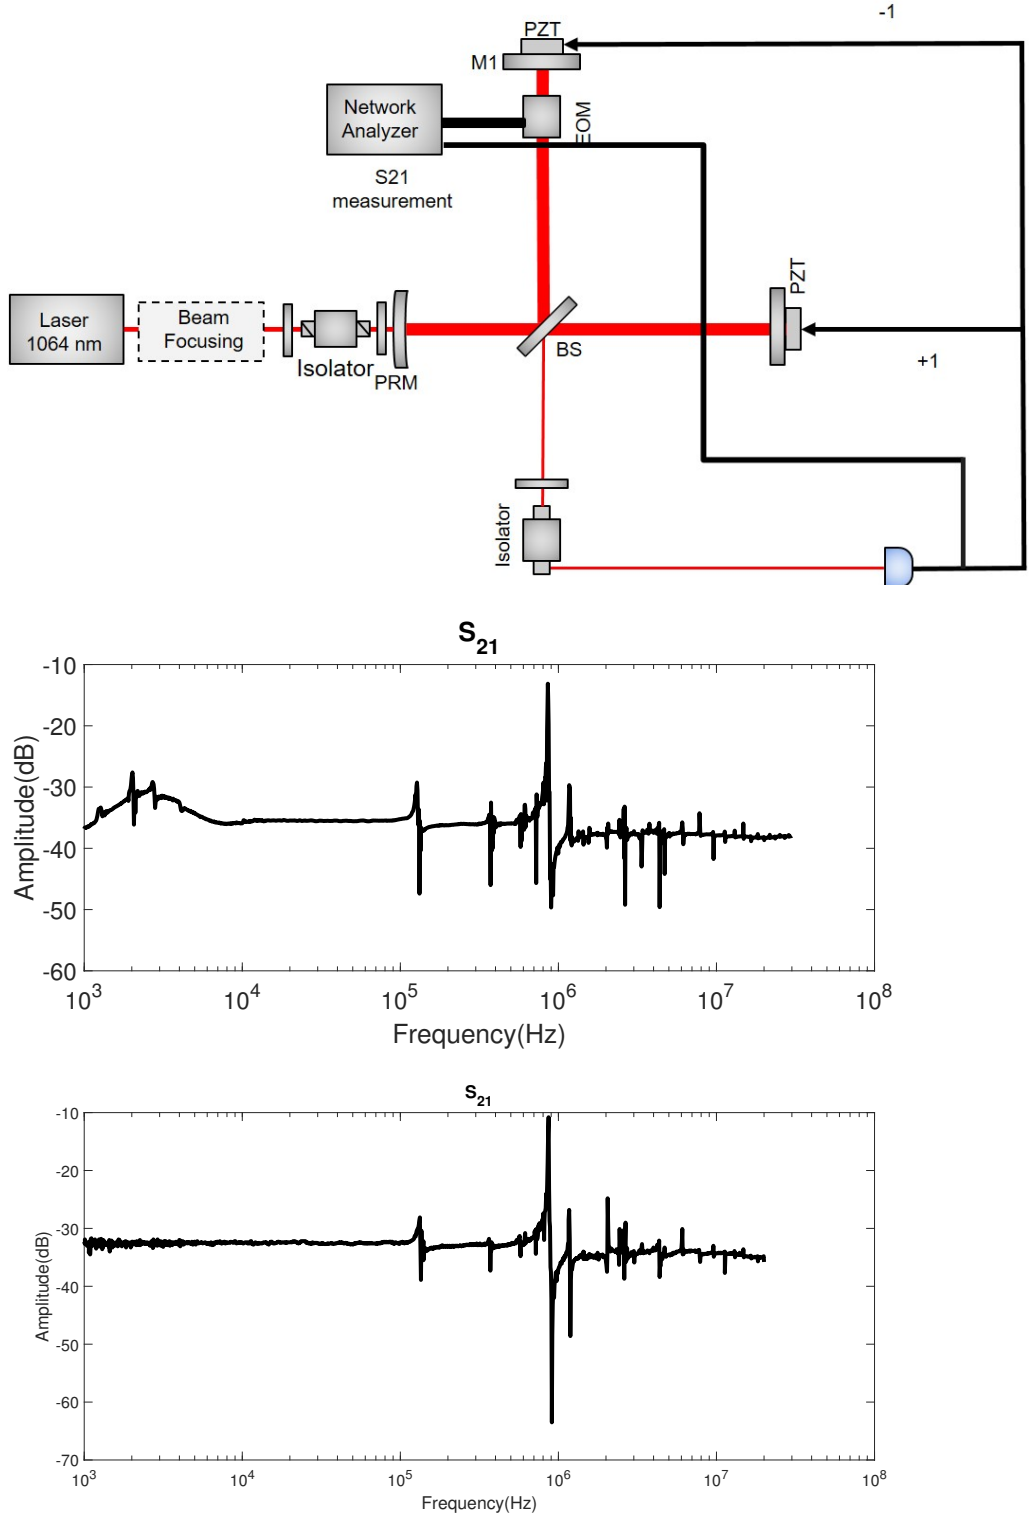 -1
PZT
M1
EOM
Network
Analyzer
S21
measurement
PZT
Laser
1064 nm
Beam
Focusing
Isolator
PRM
BS
+1
Isolator
S21
-10
-20
-30
-40
-50
-60
Amplitude(dB)
10^3
10^4
10^5
10^6
10^7
10^8
Frequency(Hz)
S21
-10
-20
-30
-40
-50
-60
-70
Amplitude(dB)
10^3
10^4
10^5
10^6
10^7
10^8
Frequency(Hz)